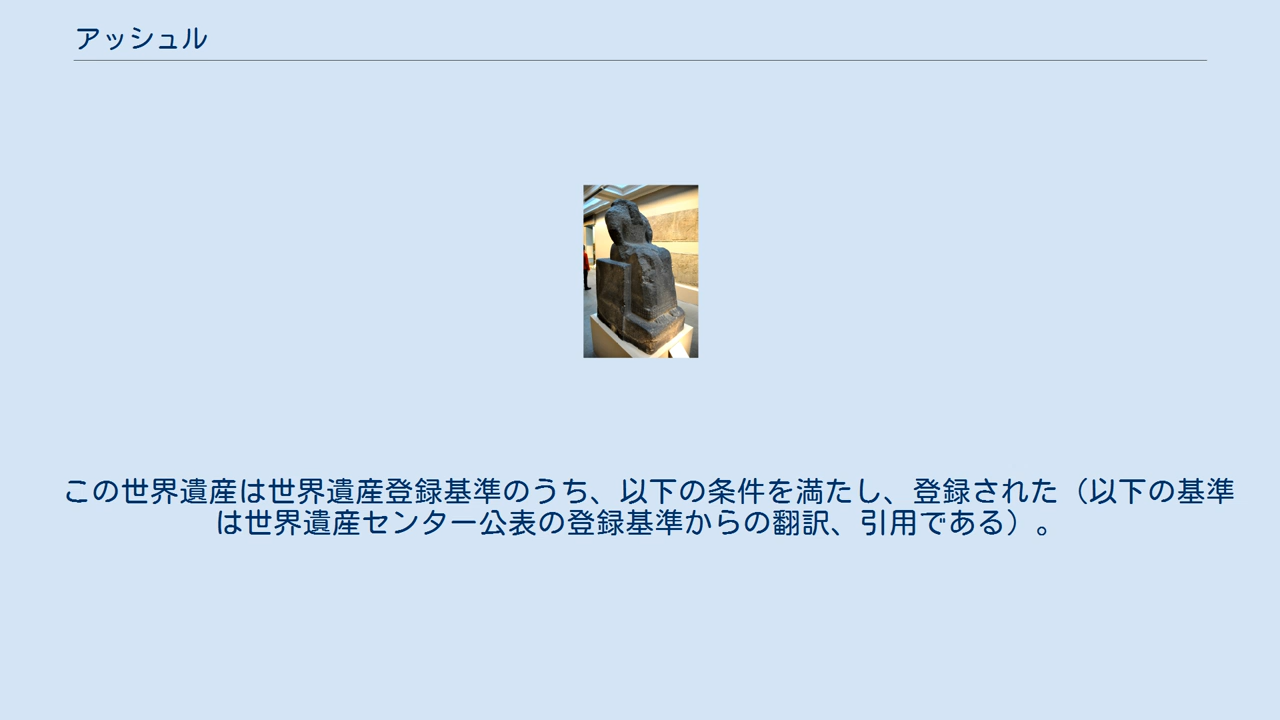 アッシュル
この世界遺産は世界遺産登録基準のうち、以下の条件を満たし、登録された（以下の基準
は世界遺産センター公表の登録基準からの翻訳、引用である）。